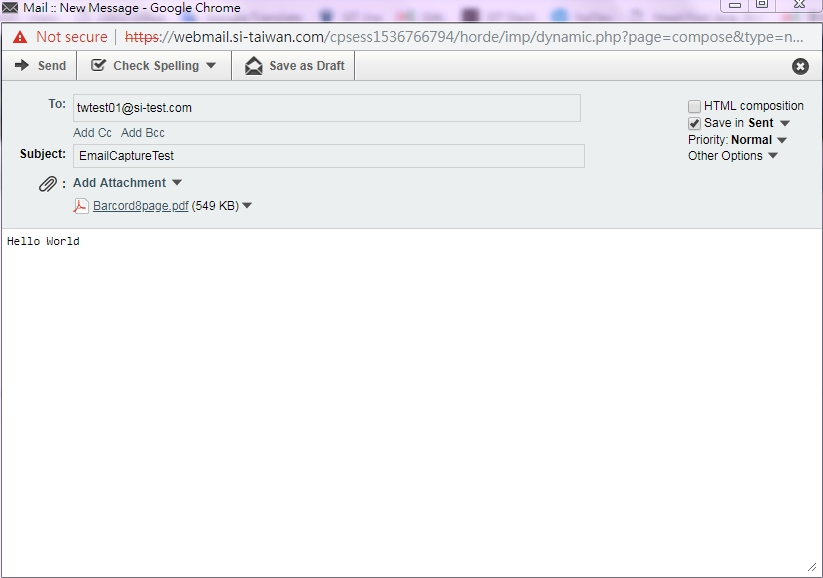 Mail :: New Message - Google Chrome
Not secure | https://webmail.si-taiwan.com/cpsess1536766794/horde/imp/dynamic.php?page=compose&type=n...
Send Check Spelling Save as Draft
To: twtest01@si-test.com
HTML composition
Add Cc Add Bcc
Save in Sent
Priority: Normal
Subject: EmailCaptureTest
Other Options
: Add Attachment
Barcord8page.pdf (549 KB)
Hello World